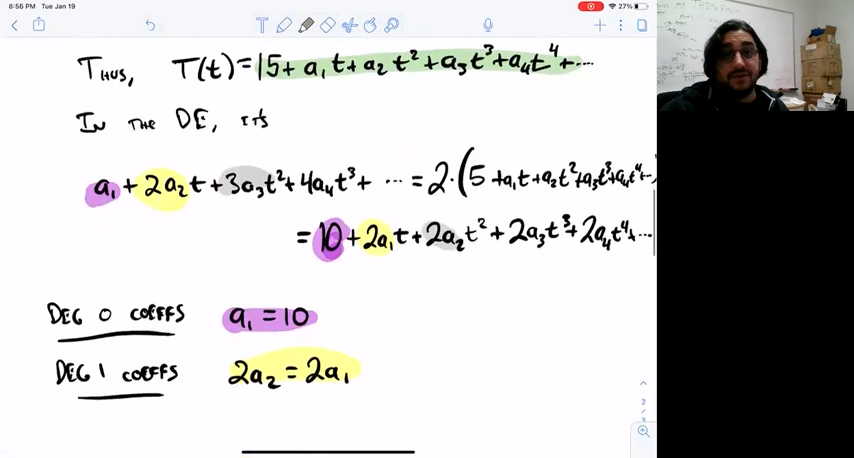 8:56 PM Tue Jan 19 27%
THUS, T(t)=|5+a₁t+a₂t²+a₃t³+a₄t⁴+...
IN THE DE, IT'S
a₁+2a₂t+3a₃t²+4a₄t³+ ... =2·(5+a₁t+a₂t²+a₃t³+a₄t⁴...
=10+2a₁t+2a₂t²+2a₃t³+2a₄t⁴+...
DEG 0 COEFFS a₁=10
DEG 1 COEFFS 2a₂=2a₁
2
/